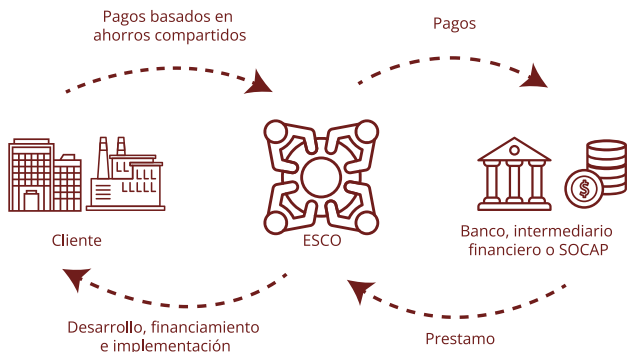 Pagos basados en
ahorros compartidos
Pagos
$
Cliente
ESCO
Banco, intermediario
financiero o SOCAP
Desarrollo, financiamiento
e implementación
Prestamo